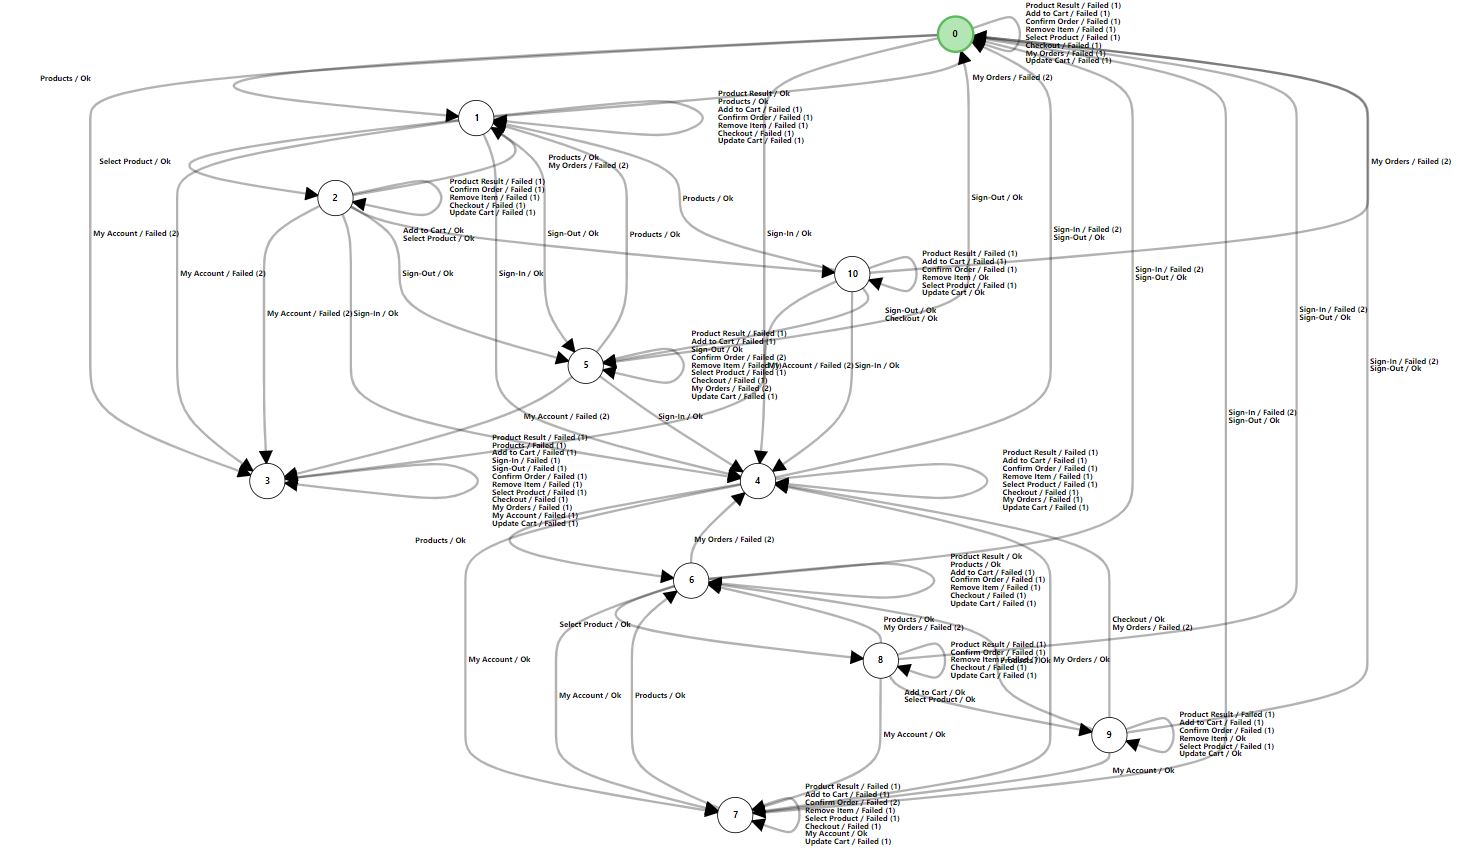 Product Result / Failed (1)
Add to Cart / Failed (1)
Confirm Order / Failed (1)
Remove Item / Failed (1)
Select Product / Failed (1)
Checkout / Failed (1)
My Orders / Failed (1)
Update Cart / Failed (1)
0
Products / Ok
My Orders / Failed (2)
Product Result / Ok
Products / Ok
Add to Cart / Failed (1)
Confirm Order / Failed (1)
Remove Item / Failed (1)
Checkout / Failed (1)
Update Cart / Failed (1)
1
Select Product / Ok
Products / Ok
My Orders / Failed (2)
My Orders / Failed (2)
Product Result / Failed (1)
Confirm Order / Failed (1)
Remove Item / Failed (1)
Checkout / Failed (1)
Update Cart / Failed (1)
2
Products / Ok
Sign-Out / Ok
Add to Cart / Ok
Select Product / Ok
My Account / Failed (2)
Sign-Out / Ok
Products / Ok
Sign-In / Ok
Sign-In / Failed (2)
Sign-Out / Ok
My Account / Failed (2)
Sign-Out / Ok
Sign-In / Ok
10
Product Result / Failed (1)
Add to Cart / Failed (1)
Confirm Order / Failed (1)
Remove Item / Ok
Select Product / Failed (1)
Update Cart / Ok
Sign-In / Failed (2)
Sign-Out / Ok
My Account / Failed (2)
Sign-In / Ok
Sign-Out / Ok
Checkout / Ok
Sign-In / Failed (2)
Sign-Out / Ok
5
Product Result / Failed (1)
Add to Cart / Failed (1)
Sign-Out / Ok
Confirm Order / Failed (2)
Remove Item / Failed (1)
Select Product / Failed (1)
Checkout / Failed (1)
My Orders / Failed (2)
Update Cart / Failed (1)
My Account / Failed (2)
Sign-In / Ok
Sign-In / Failed (2)
Sign-Out / Ok
My Account / Failed (2)
Sign-In / Ok
Sign-In / Failed (2)
Sign-Out / Ok
3
Product Result / Failed (1)
Products / Failed (1)
Add to Cart / Failed (1)
Sign-In / Failed (1)
Sign-Out / Failed (1)
Confirm Order / Failed (1)
Remove Item / Failed (1)
Select Product / Failed (1)
Checkout / Failed (1)
My Orders / Failed (1)
My Account / Failed (1)
Update Cart / Failed (1)
4
Product Result / Failed (1)
Add to Cart / Failed (1)
Confirm Order / Failed (1)
Remove Item / Failed (1)
Select Product / Failed (1)
Checkout / Failed (1)
My Orders / Failed (1)
Update Cart / Failed (1)
Products / Ok
My Orders / Failed (2)
6
Product Result / Ok
Products / Ok
Add to Cart / Failed (1)
Confirm Order / Failed (1)
Remove Item / Failed (1)
Checkout / Failed (1)
Update Cart / Failed (1)
Select Product / Ok
Products / Ok
My Orders / Failed (2)
Checkout / Ok
My Orders / Failed (2)
My Account / Ok
8
Product Result / Failed (1)
Confirm Order / Failed (1)
Remove Item / Failed (1)
Checkout / Failed (1)
Update Cart / Failed (1)
Products / Ok
My Orders / Ok
My Account / Ok
Products / Ok
Add to Cart / Ok
Select Product / Ok
My Account / Ok
9
Product Result / Failed (1)
Add to Cart / Failed (1)
Confirm Order / Failed (1)
Remove Item / Ok
Select Product / Failed (1)
Update Cart / Ok
My Account / Ok
7
Product Result / Failed (1)
Add to Cart / Failed (1)
Confirm Order / Failed (2)
Remove Item / Failed (1)
Select Product / Failed (1)
Checkout / Failed (1)
My Account / Ok
Update Cart / Failed (1)